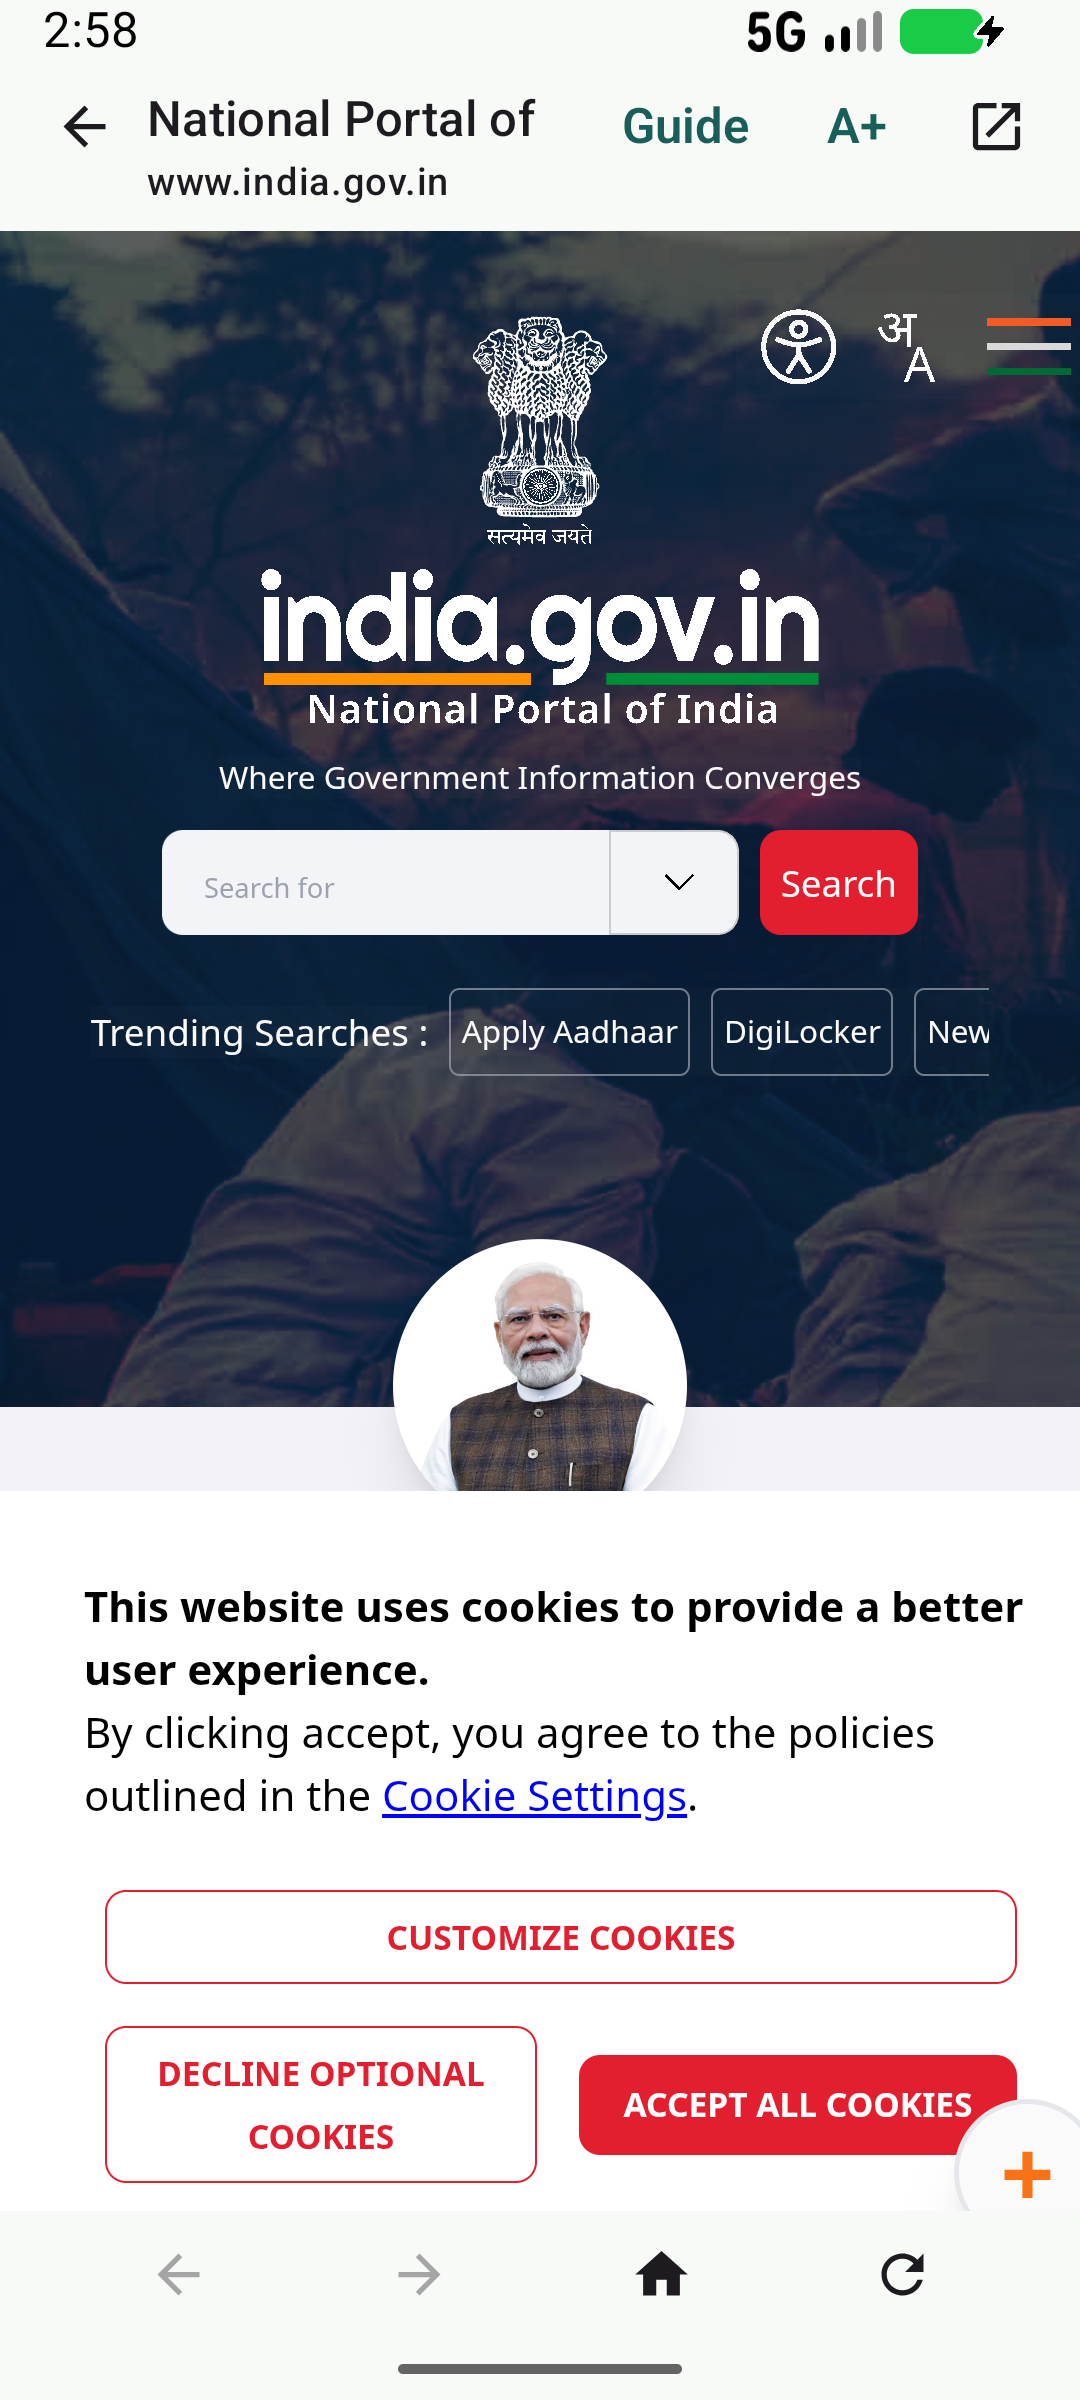 2:58
5G
National Portal of
Guide
A+
www.india.gov.in
अ
A
सत्यमेव जयते
india.gov.in
National Portal of India
Where Government Information Converges
Search for
Search
Trending Searches :
Apply Aadhaar
DigiLocker
New
This website uses cookies to provide a better
user experience.
By clicking accept, you agree to the policies
outlined in the Cookie Settings.
CUSTOMIZE COOKIES
DECLINE OPTIONAL
COOKIES
ACCEPT ALL COOKIES